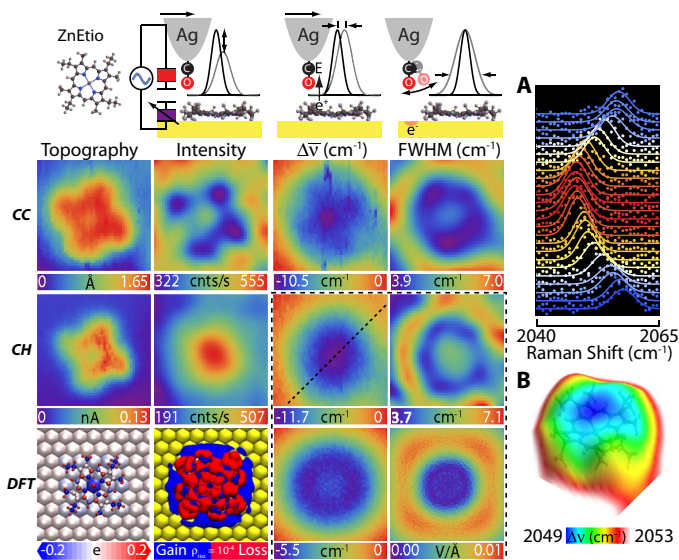 ZnEtio
Ag
C
O
Ag
C E
O
e⁺
Ag
C
O
O
e⁻
Topography Intensity Δν̅ (cm⁻¹) FWHM (cm⁻¹)
CC
0 Å 1.65 322 cnts/s 555 -10.5 cm⁻¹ 0 3.9 cm⁻¹ 7.0
CH
0 nA 0.13 191 cnts/s 507 -11.7 cm⁻¹ 0 3.7 cm⁻¹ 7.1
DFT
-0.2 e 0.2 Gain ρiso = 10⁻⁴ Loss -5.5 cm⁻¹ 0 0.00 V/Å 0.01
A
2040 2065
Raman Shift (cm⁻¹)
B
2049 Δν (cm⁻¹) 2053